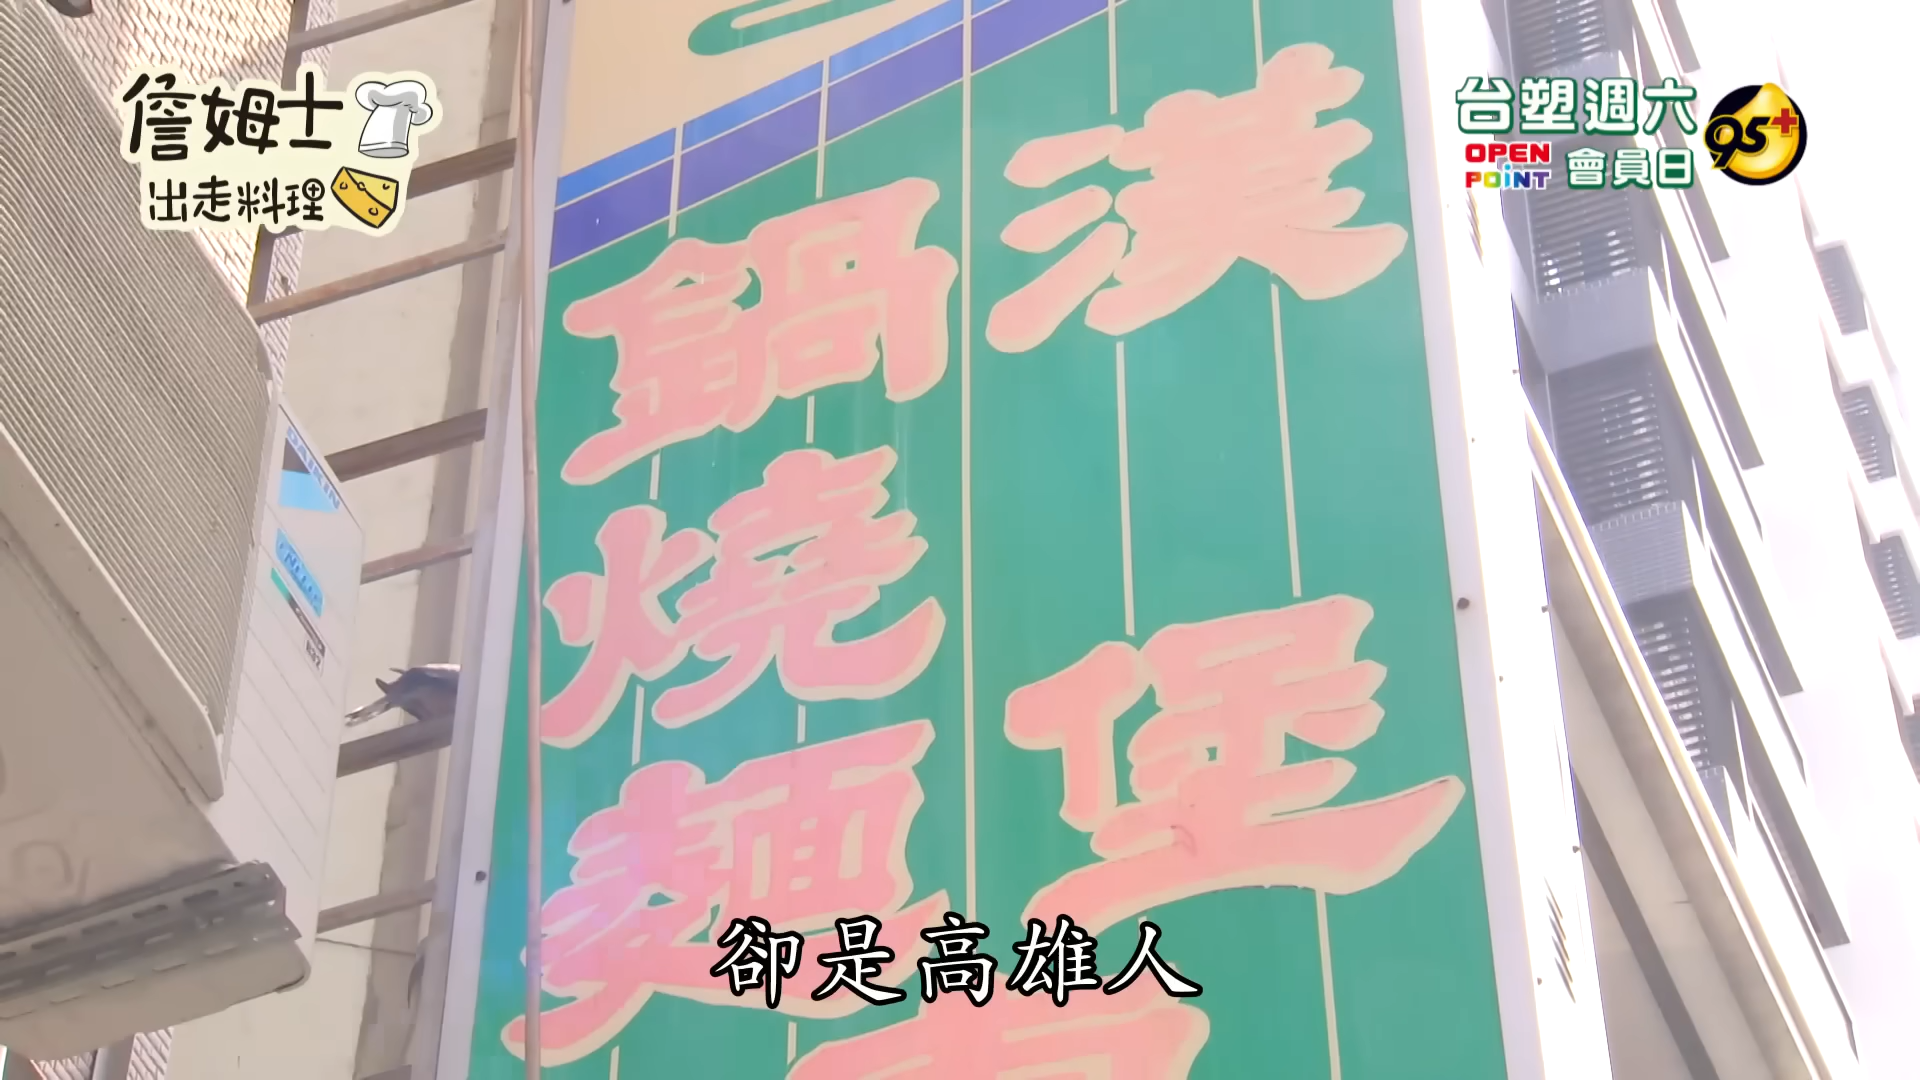 詹姆士
出走料理
台塑週六
OPEN POiNT 會員日
95+
漢堡
鍋燒麵
DAIKIN
卻是高雄人